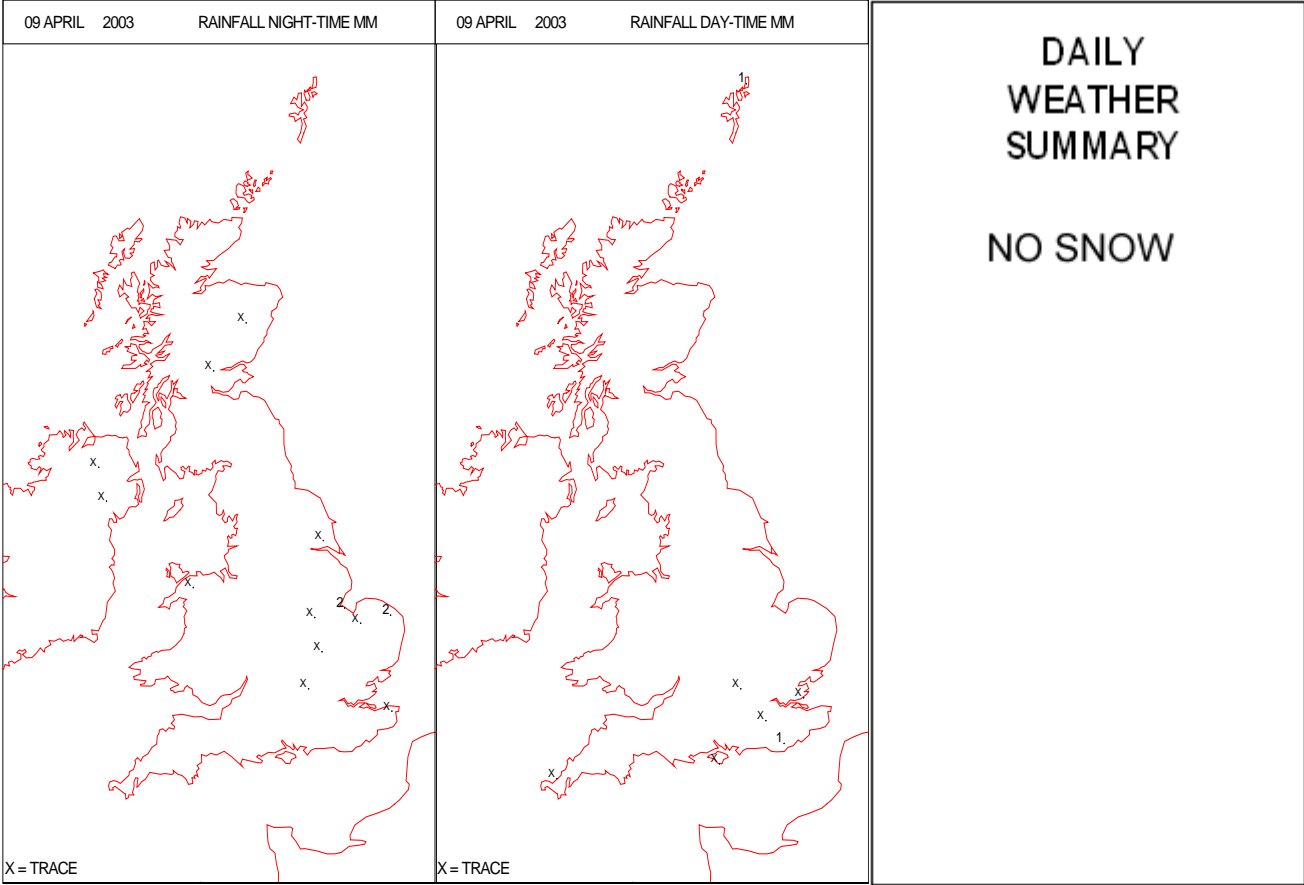 09 APRIL 2003 RAINFALL NIGHT-TIME MM
X.
X.
X.
X.
X.
X.
2.
2.
X.
X.
X.
X.
X.
X = TRACE
09 APRIL 2003 RAINFALL DAY-TIME MM
1.
X.
X.
X.
1.
X.
X.
X = TRACE
DAILY
WEATHER
SUMMARY
NO SNOW